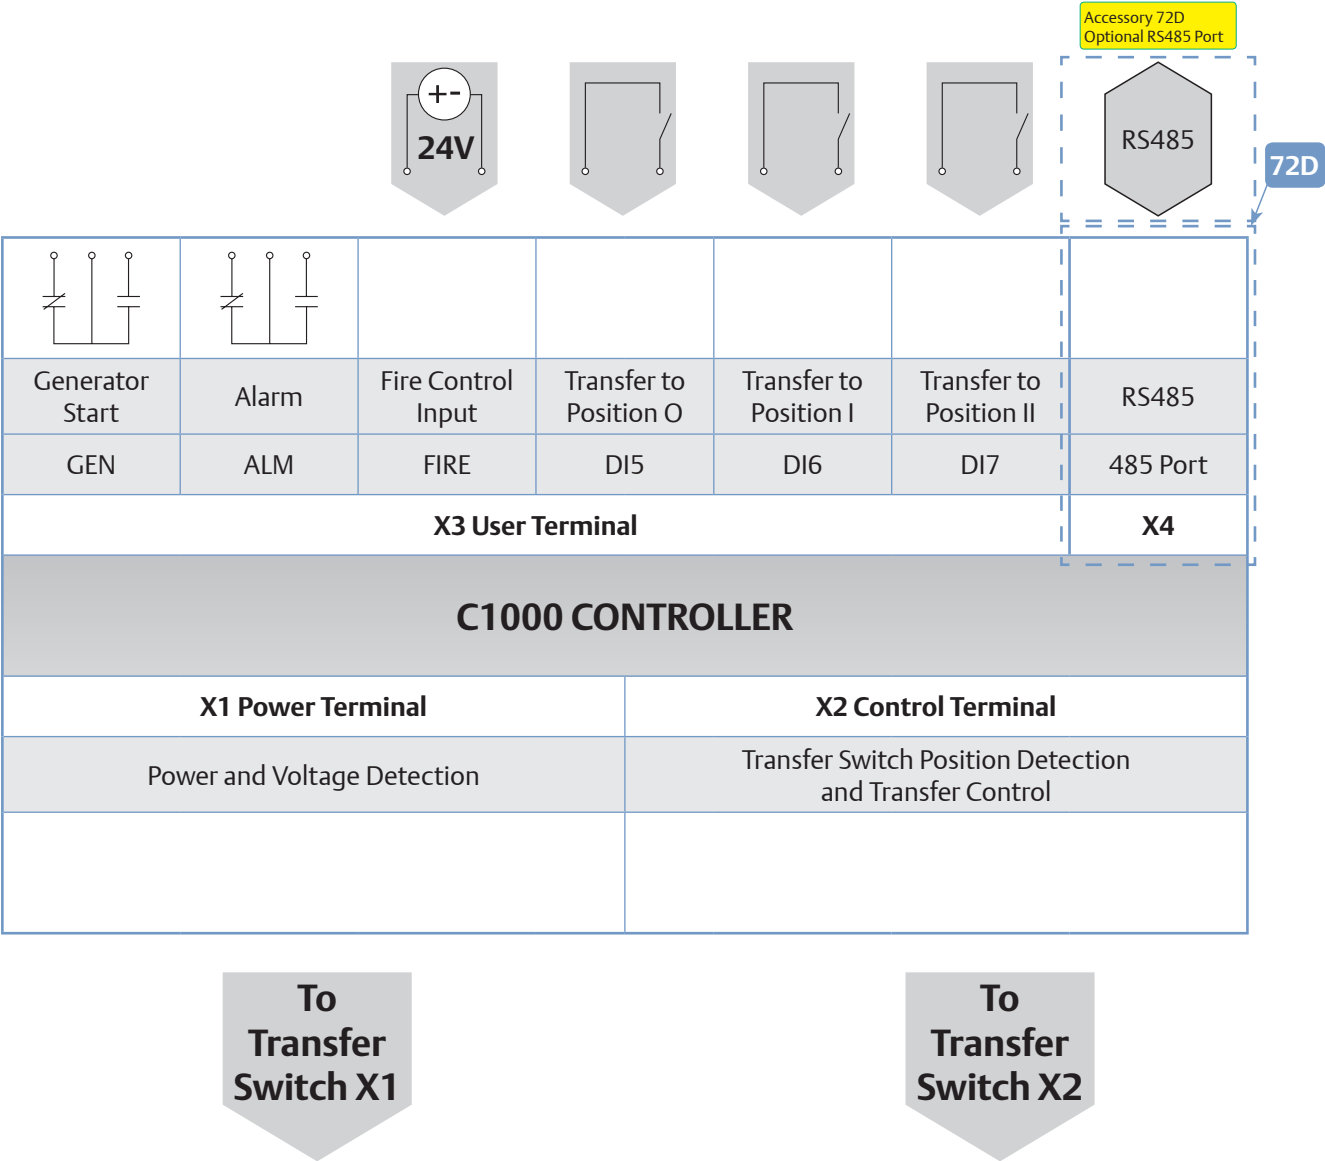 Accessory 72D
Optional RS485 Port
+-
24V
RS485
72D
Generator
Start
Alarm
Fire Control
Input
Transfer to
Position O
Transfer to
Position I
Transfer to
Position II
RS485
GEN
ALM
FIRE
DI5
DI6
DI7
485 Port
X3 User Terminal
X4
C1000 CONTROLLER
X1 Power Terminal
X2 Control Terminal
Power and Voltage Detection
Transfer Switch Position Detection
and Transfer Control
To
Transfer
Switch X1
To
Transfer
Switch X2